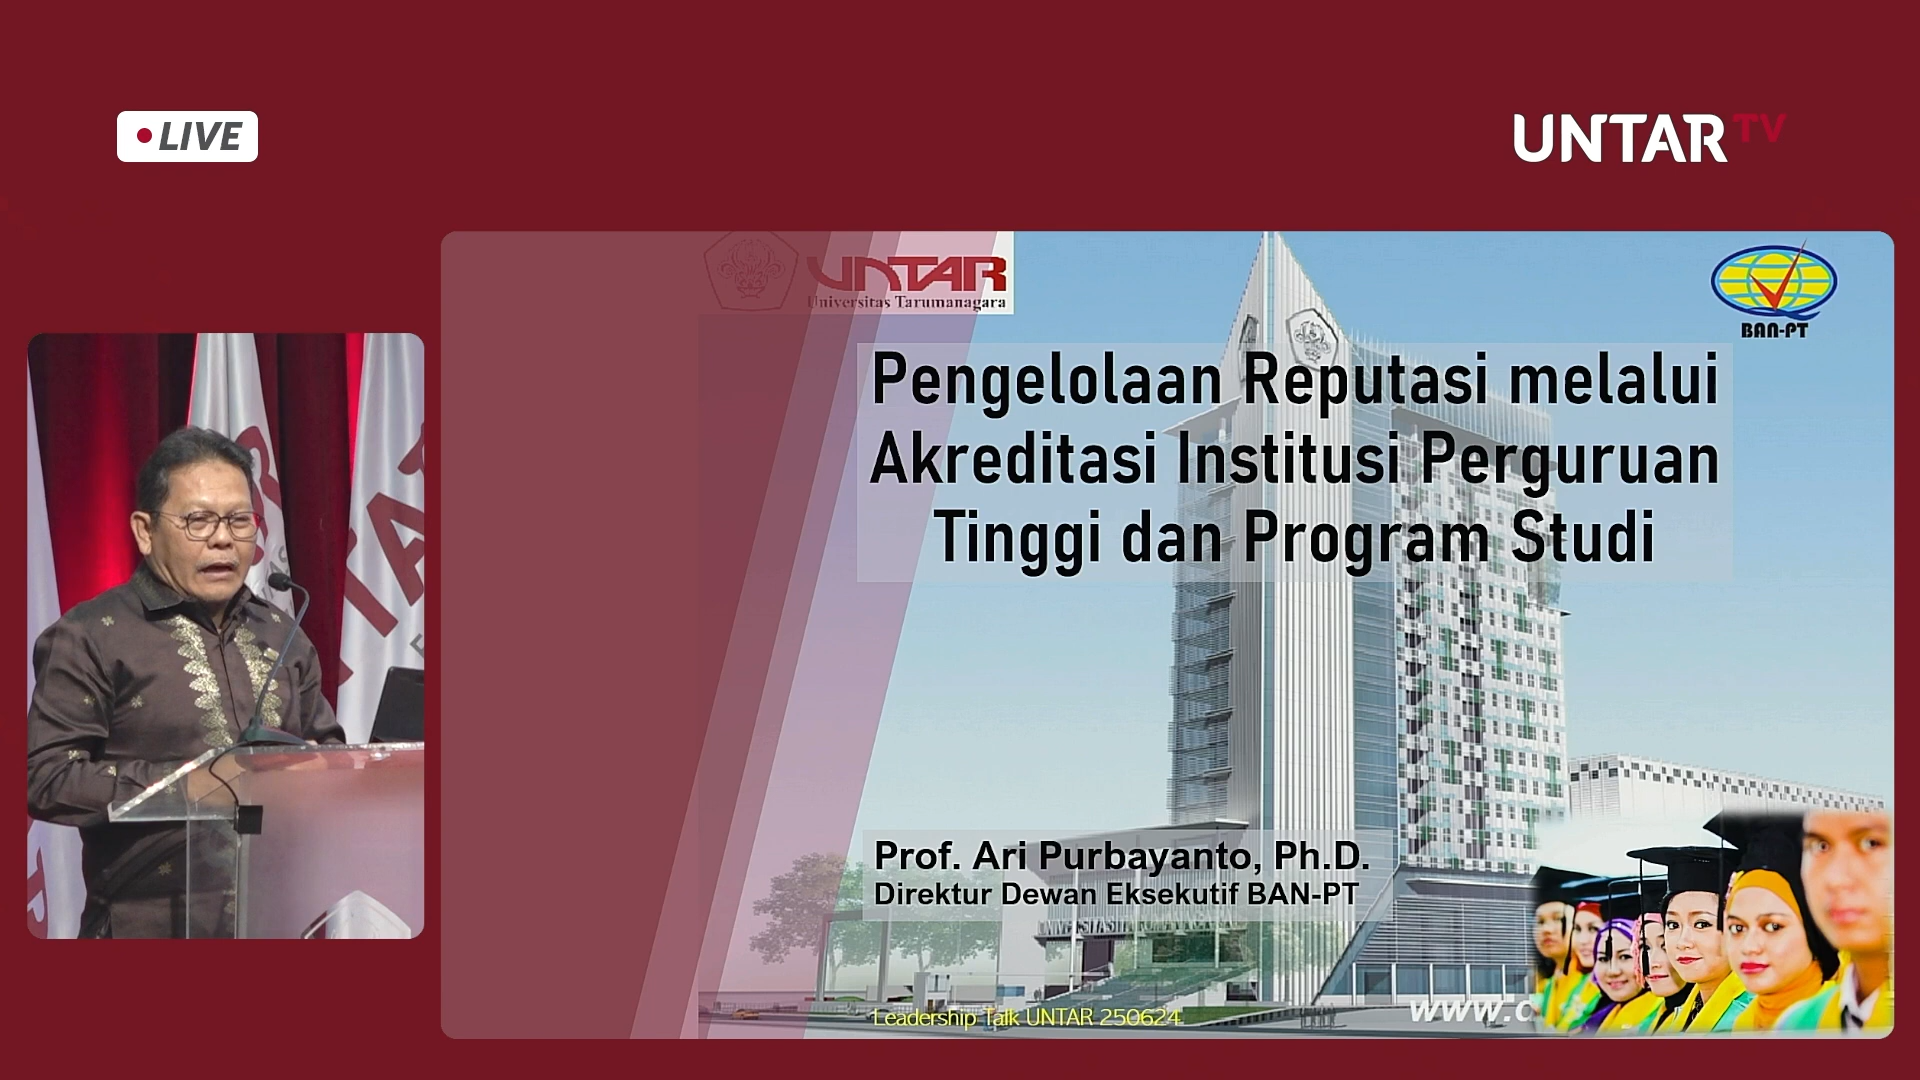 LIVE
UNTAR TV
UNTAR
Universitas Tarumanagara
BAN-PT
Pengelolaan Reputasi melalui
Akreditasi Institusi Perguruan
Tinggi dan Program Studi
Prof. Ari Purbayanto, Ph.D.
Direktur Dewan Eksekutif BAN-PT
Leadership Talk UNTAR 250624
www.